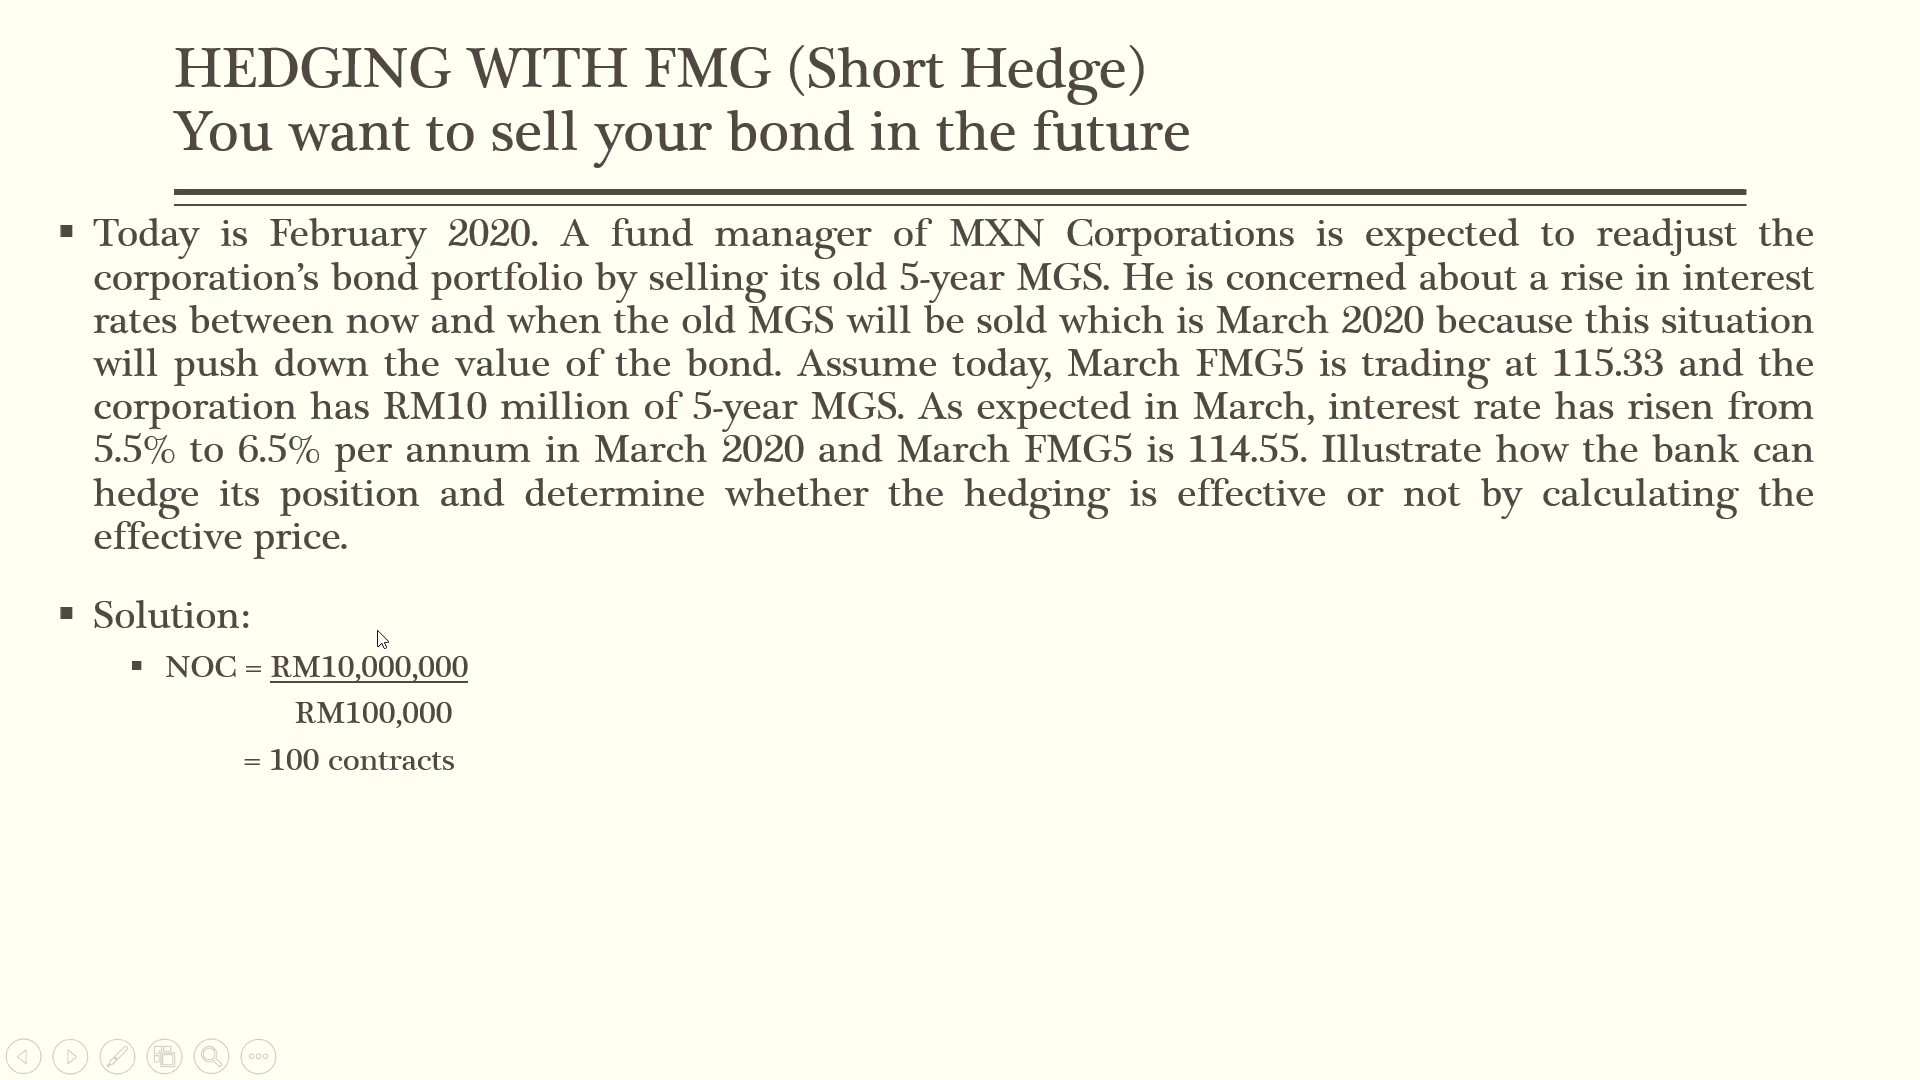 HEDGING WITH FMG (Short Hedge)
You want to sell your bond in the future
▪ Today is February 2020. A fund manager of MXN Corporations is expected to readjust the
corporation’s bond portfolio by selling its old 5-year MGS. He is concerned about a rise in interest
rates between now and when the old MGS will be sold which is March 2020 because this situation
will push down the value of the bond. Assume today, March FMG5 is trading at 115.33 and the
corporation has RM10 million of 5-year MGS. As expected in March, interest rate has risen from
5.5% to 6.5% per annum in March 2020 and March FMG5 is 114.55. Illustrate how the bank can
hedge its position and determine whether the hedging is effective or not by calculating the
effective price.
▪ Solution:
▪ NOC = RM10,000,000
RM100,000
= 100 contracts